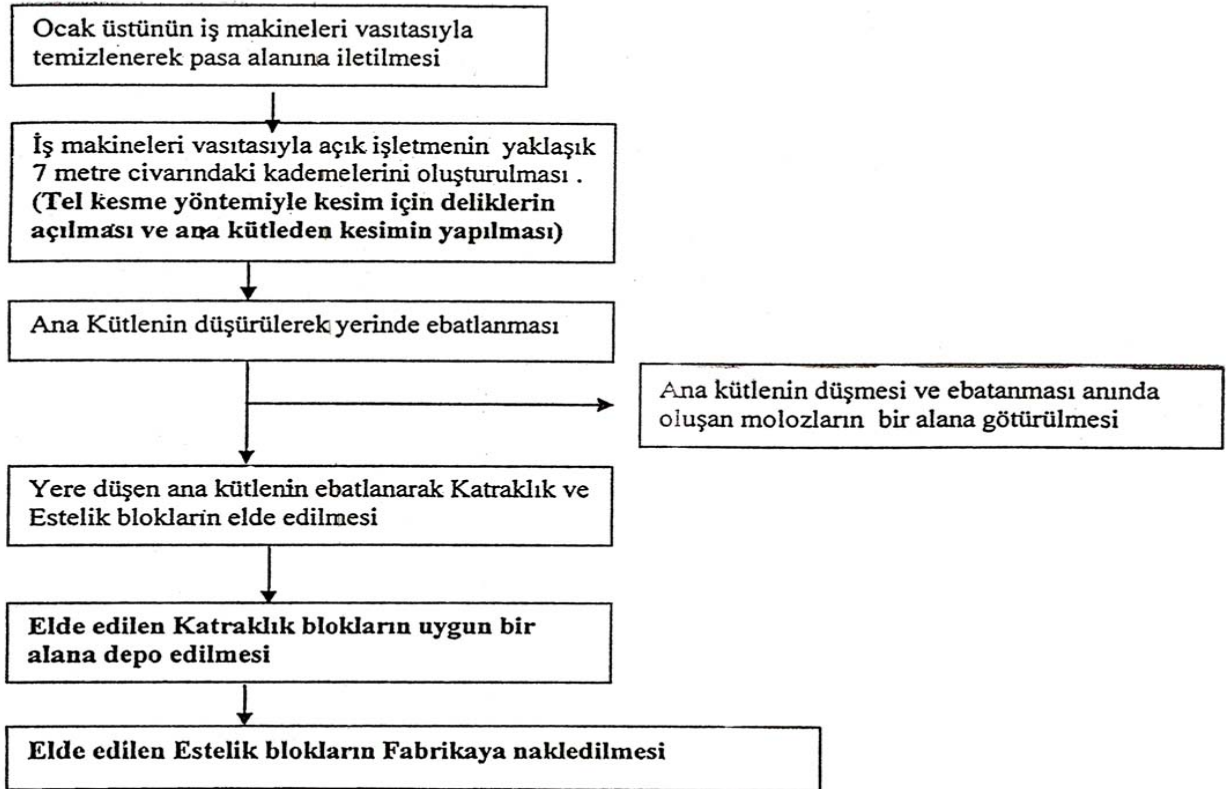 Ocak üstünün iş makineleri vasıtasıyla
temizlenerek pasa alanına iletilmesi
İş makineleri vasıtasıyla açık işletmenin yaklaşık
7 metre civarındaki kademelerini oluşturulması .
(Tel kesme yöntemiyle kesim için deliklerin
açılması ve ana kütleden kesimin yapılması)
Ana Kütlenin düşürülerek yerinde ebatlanması
Ana kütlenin düşmesi ve ebatanması anında
oluşan molozların bir alana götürülmesi
Yere düşen ana kütlenin ebatlanarak Katraklık ve
Estelik blokların elde edilmesi
Elde edilen Katraklık blokların uygun bir
alana depo edilmesi
Elde edilen Estelik blokların Fabrikaya nakledilmesi